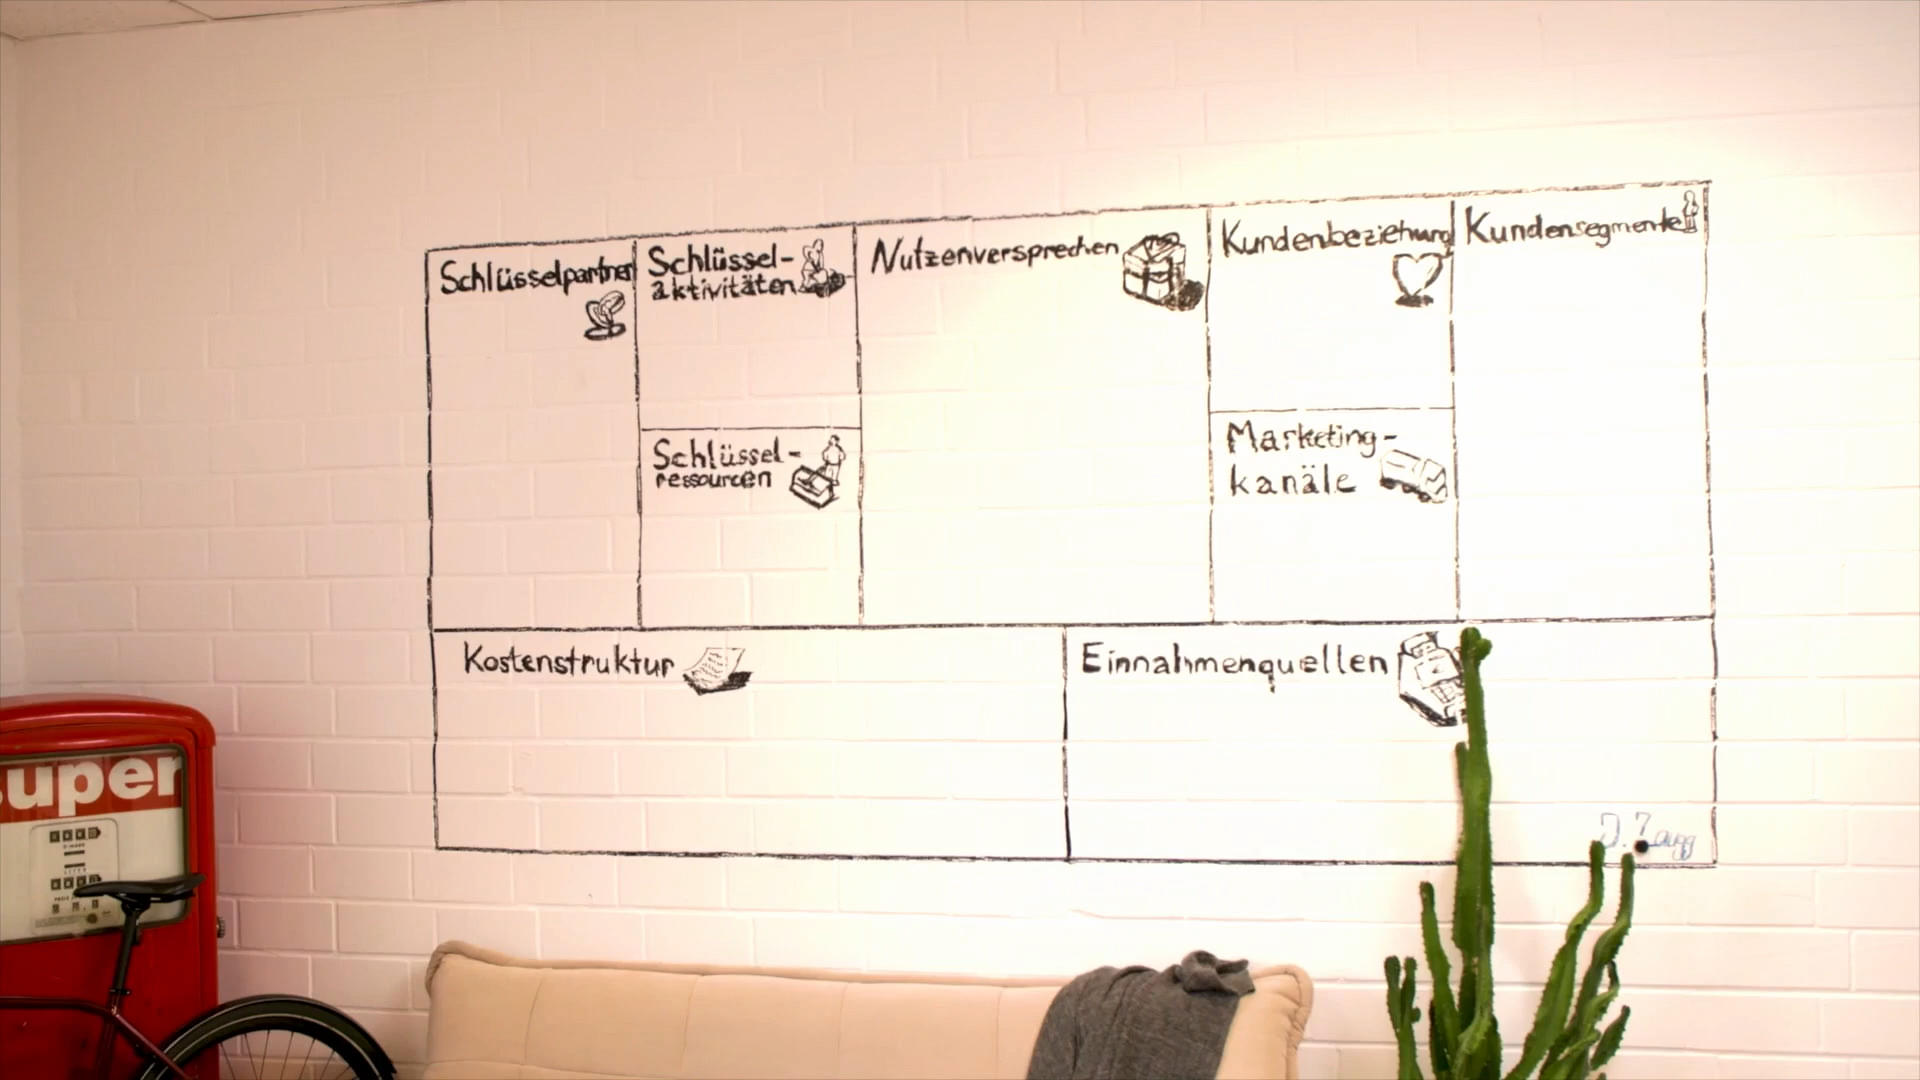 Schlüsselpartner
Schlüssel-
aktivitäten
Nutzenversprechen
Kundenbeziehung
Kundensegmente
Schlüssel-
ressourcen
Marketing-
kanäle
Kostenstruktur
Einnahmenquellen
super